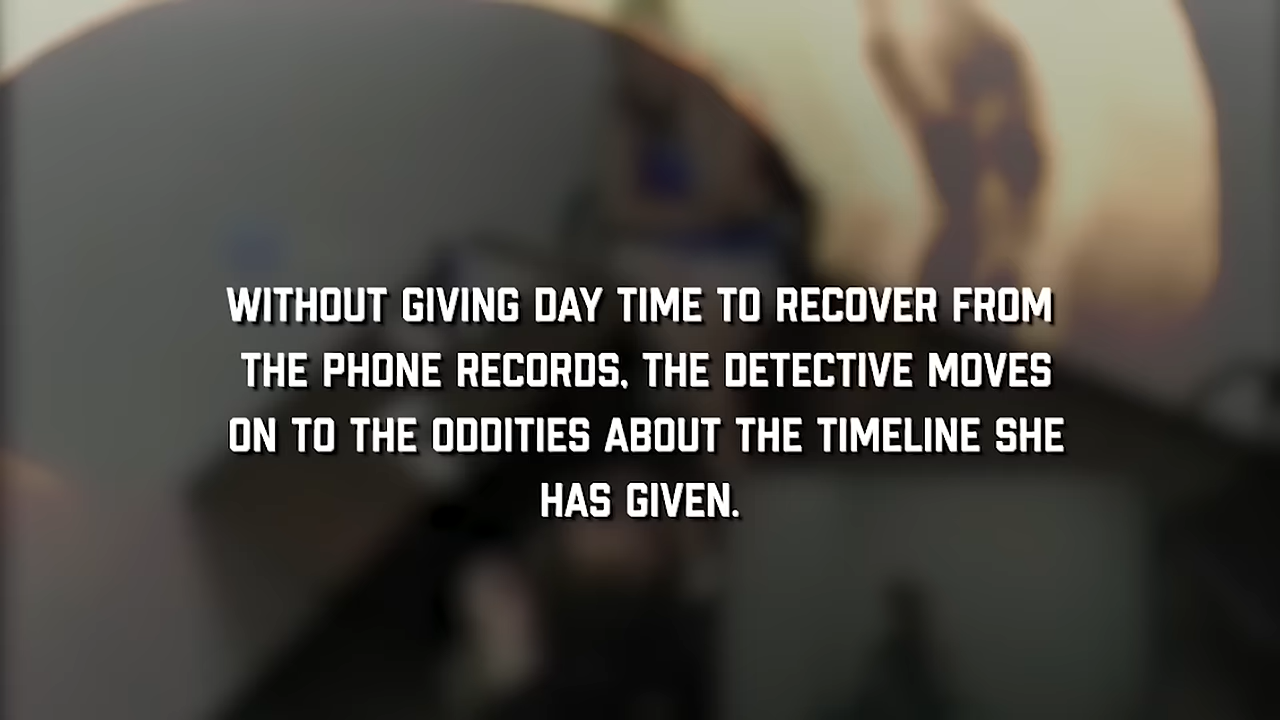 WITHOUT GIVING DAY TIME TO RECOVER FROM
THE PHONE RECORDS, THE DETECTIVE MOVES
ON TO THE ODDITIES ABOUT THE TIMELINE SHE
HAS GIVEN.